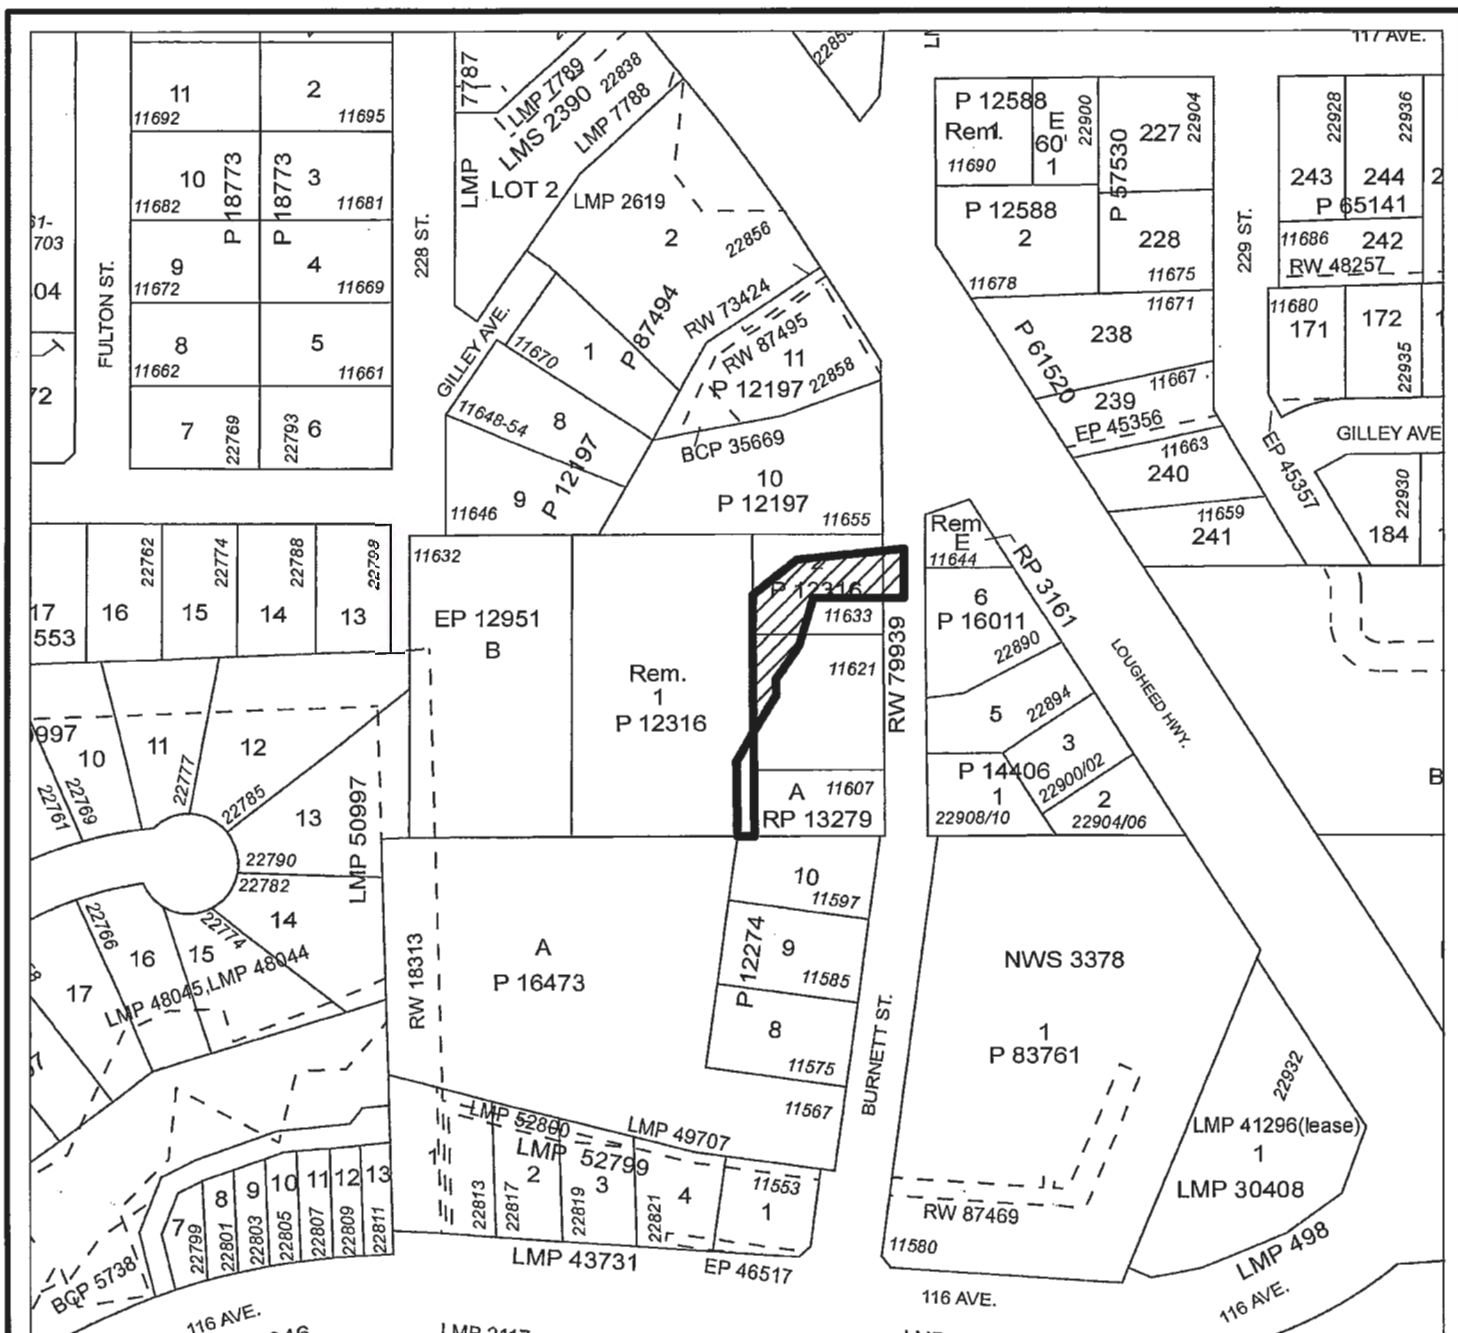 117 AVE.
11
11692
2
11695
10
11682
P 18773
P 18773
3
11681
9
11672
4
11669
8
11662
5
11661
7
22769
22793
6
FULTON ST.
228 ST.
703
72
7787
LMP
LMP 7789
22838
LMS 2390
LMP 7788
LOT 2
LMP 2619
2
22856
GILLEY AVE.
11670
1
P 87494
RW 73424
RW 87495
11
P 12197
22858
11648-54
8
P 12197
BCP 35669
9
11646
10
P 12197
11655
P 12588
Rem.
1
11690
E
60'
1
22900
P 57530
227
22904
P 12588
2
11678
228
11675
229 ST.
22928
22936
243
244
P 65141
11686
242
RW 48257
11680
171
172
22935
11671
238
P 61520
11667
239
EP 45356
11663
240
EP 45357
11659
241
GILLEY AVE
22930
184
17
553
16
22762
15
22774
14
22788
13
22798
11632
EP 12951
B
Rem.
1
P 12316
2
P 12316
11633
11621
RW 79939
A
11607
RP 13279
Rem
E
11644
RP 3161
6
P 16011
22890
5
22894
3
P 14406
22900/02
1
22908/10
2
22904/06
LOUGHEED HWY.
B
10
22769
22761
11
22777
12
22785
13
22790
22782
LMP 50997
14
22774
15
16
22766
17
LMP 48045,LMP 48044
RW 18313
A
P 16473
10
11597
P 12274
9
11585
8
11575
11567
BURNETT ST.
NWS 3378
1
P 83761
22932
LMP 41296(lease)
1
LMP 30408
LMP 52800
LMP 49707
LMP 52799
1
2
3
4
11553
1
22813
22817
22819
22821
LMP 43731
EP 46517
RW 87469
11580
LMP 498
7
8
9
10
11
12
13
22799
22801
22803
22805
22807
22809
22811
BCP 5738
116 AVE.
116 AVE.
116 AVE.